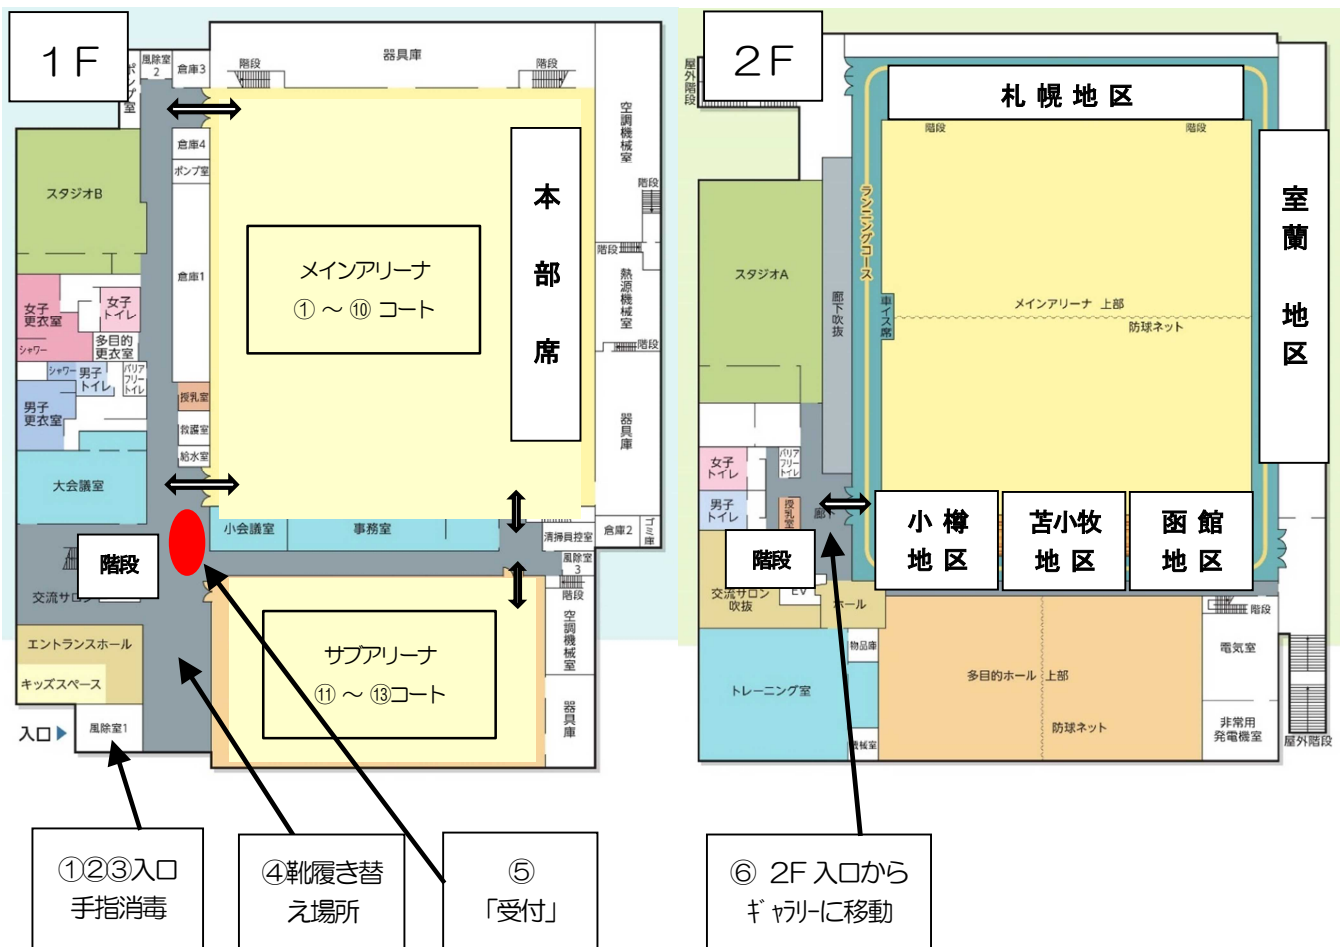 1F
風除室
2
ポンプ室
倉庫3
階段
器具庫
階段
倉庫4
ポンプ室
スタジオB
倉庫1
空調機械室
階段
階段
熱源機械室
階段
器具庫
本部席
メインアリーナ
① ～ ⑩ コート
女子
更衣室
女子
トイレ
シャワー
多目的
更衣室
シャワー
男子
トイレ
バリア
フリー
トイレ
男子
更衣室
授乳室
救護室
給水室
大会議室
小会議室
事務室
清掃員控室
倉庫2
ゴミ庫
風除室
3
階段
階段
交流サロン
エントランスホール
キッズスペース
入口
風除室1
サブアリーナ
⑪ ～ ⑬コート
空調機械室
器具庫
①②③入口
手指消毒
④靴履き替
え場所
⑤
「受付」
2F
屋外階段
札幌地区
階段
階段
室蘭地区
ランニングコース
スタジオA
廊下吹抜
車イス席
メインアリーナ 上部
防球ネット
女子
トイレ
バリア
フリー
トイレ
男子
トイレ
授乳室
廊下
小樽
地区
苫小牧
地区
函館
地区
階段
交流サロン
吹抜
EV
ホール
物品庫
トレーニング室
機械室
多目的ホール 上部
防球ネット
階段
電気室
非常用
発電機室
屋外階段
⑥ 2F 入口から
ギャラリーに移動